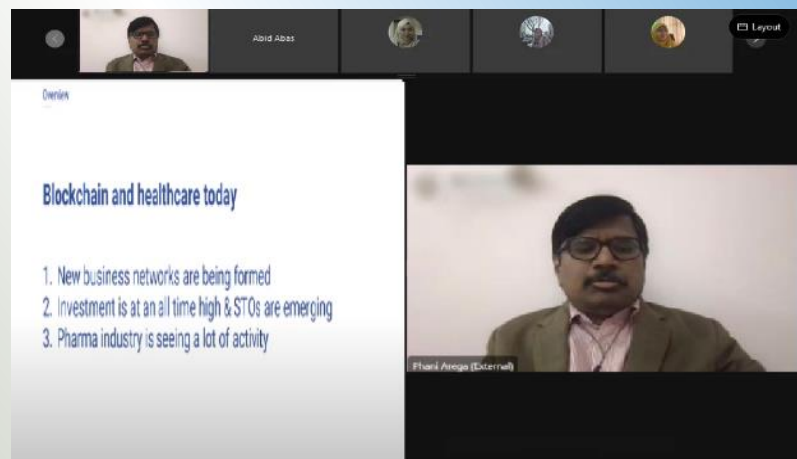 Abid Abas
Layout
Overview
Blockchain and healthcare today
1. New business networks are being formed
2. Investment is at an all time high & STOs are emerging
3. Pharma industry is seeing a lot of activity
Phani Arega (External)